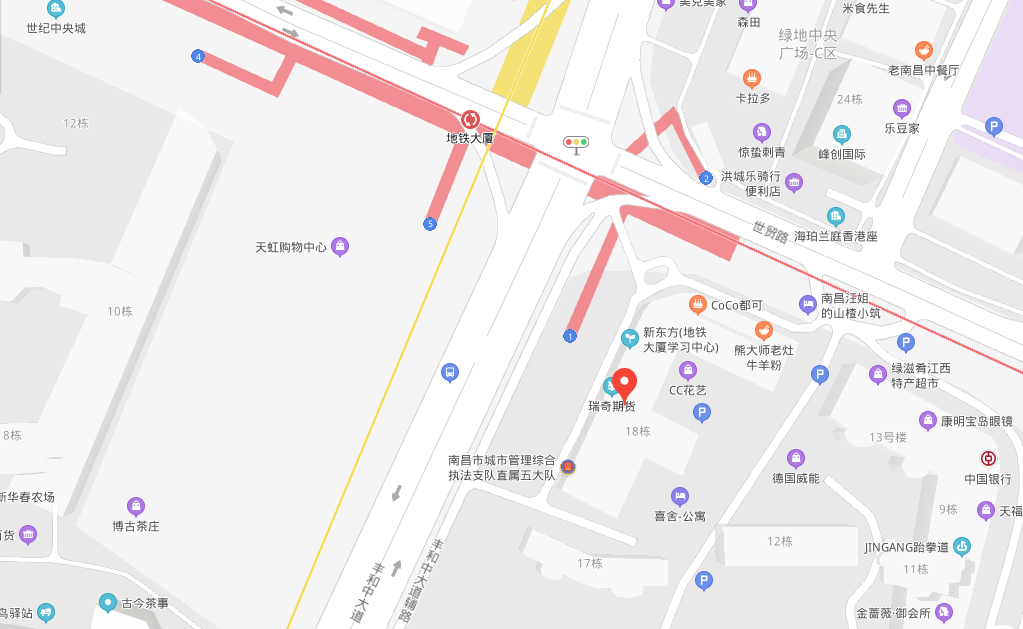 世纪中央城
美克美家
森田
米食先生
绿地中央
广场-C区
老南昌中餐厅
卡拉多
24栋
乐豆家
P
惊蛰刺青
峰创国际
4
12栋
地铁大厦
2
洪城乐骑行
便利店
世贸路
海珀兰庭香港座
5
天虹购物中心
10栋
CoCo都可
南昌汪姐
的山楂小筑
1
新东方(地铁
大厦学习中心)
熊大师老灶
牛羊粉
P
P
绿滋肴江西
特产超市
CC花艺
瑞奇期货
P
18栋
康明宝岛眼镜
13号楼
8栋
南昌市城市管理综合
执法支队直属五大队
德国威能
中国银行
新华春农场
喜舍-公寓
9栋
天福
博古茶庄
百货
12栋
JINGANG跆拳道
17栋
11栋
P
丰和中大道
丰和中大道辅路
古今茶事
鸟驿站
金蔷薇·御会所